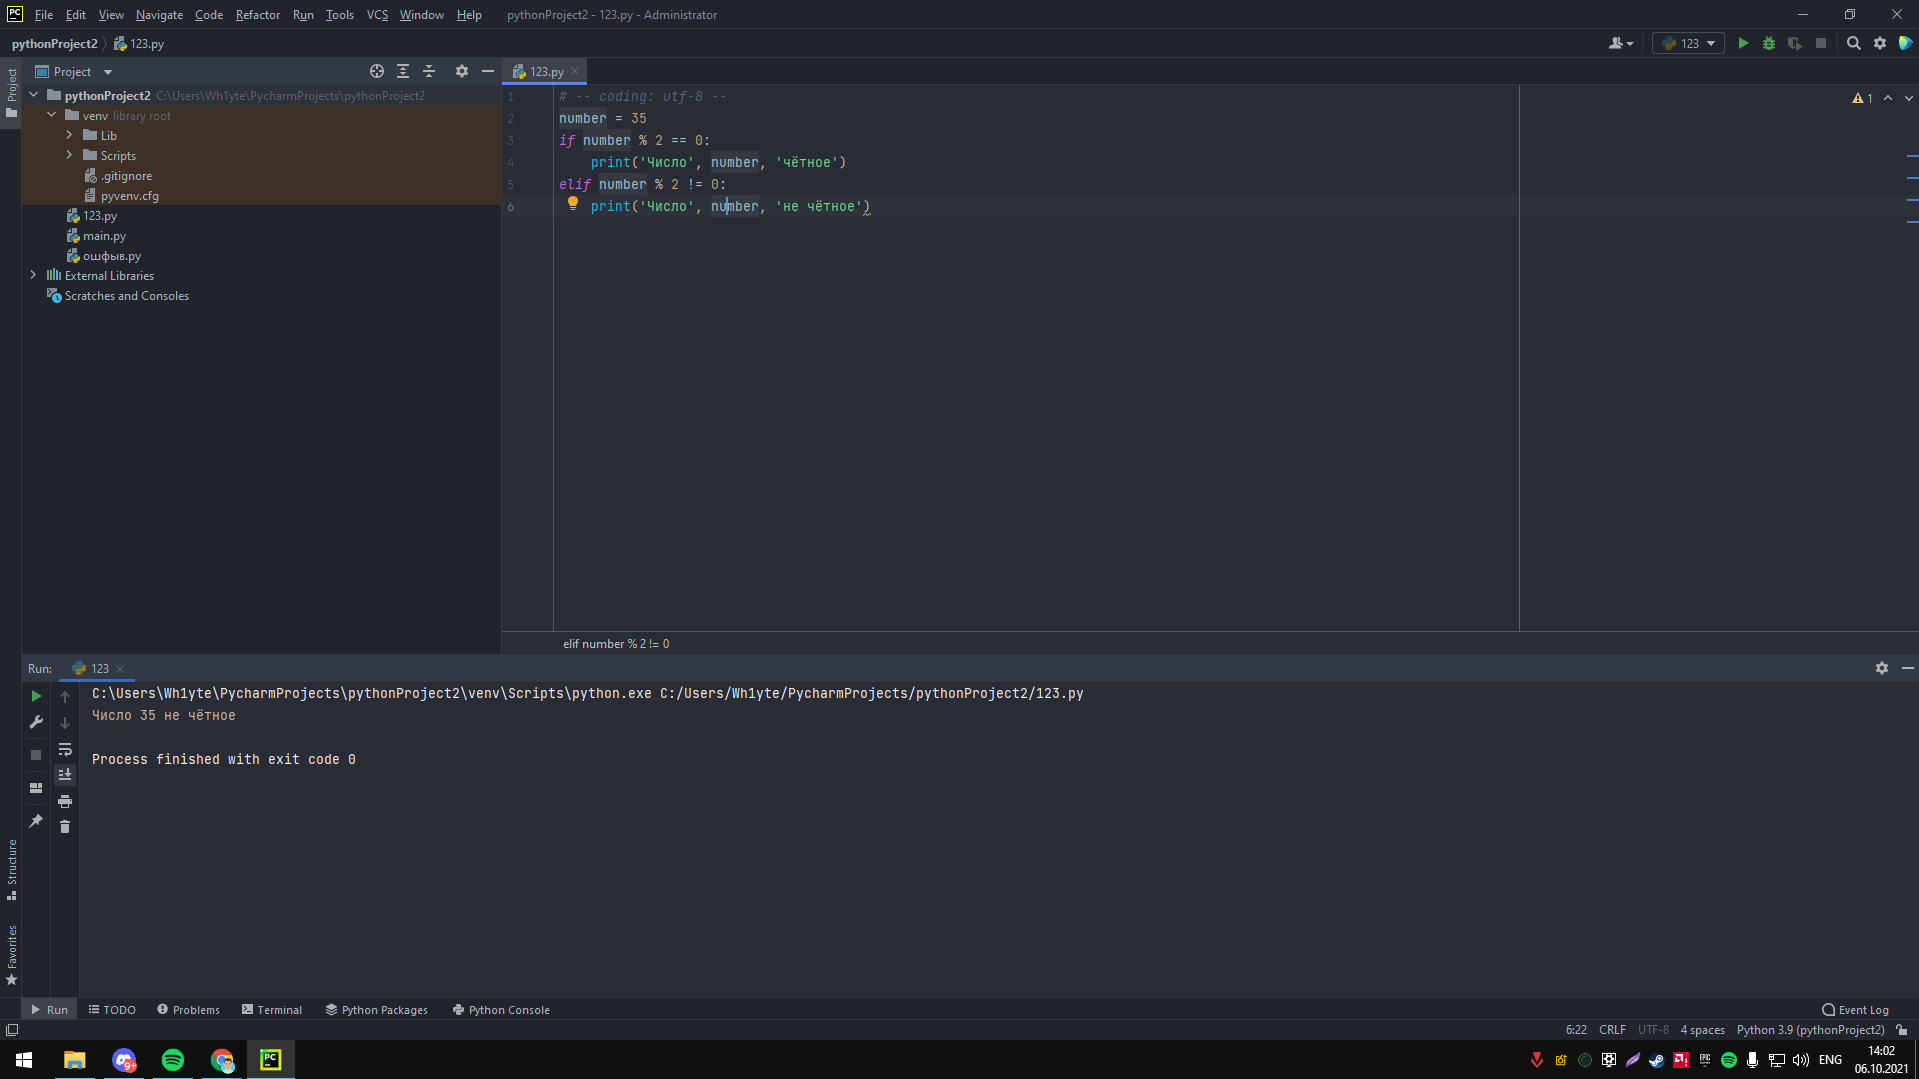 PC File Edit View Navigate Code Refactor Run Tools VCS Window Help pythonProject2 - 123.py - Administrator
pythonProject2 123.py 123
Project 123.py
Project
pythonProject2 C:\Users\Wh1yte\PycharmProjects\pythonProject2
venv library root
Lib
Scripts
.gitignore
pyvenv.cfg
123.py
main.py
ошфыв.py
External Libraries
Scratches and Consoles
1 # -- coding: utf-8 --
2 number = 35
3 if number % 2 == 0:
4 print('Число', number, 'чётное')
5 elif number % 2 != 0:
6 print('Число', number, 'не чётное')
1
elif number % 2 != 0
Run: 123
C:\Users\Wh1yte\PycharmProjects\pythonProject2\venv\Scripts\python.exe C:/Users/Wh1yte/PycharmProjects/pythonProject2/123.py
Число 35 не чётное
Process finished with exit code 0
Structure
Favorites
Run TODO Problems Terminal Python Packages Python Console Event Log
6:22 CRLF UTF-8 4 spaces Python 3.9 (pythonProject2)
9+ PC EPIC ENG 14:02
06.10.2021